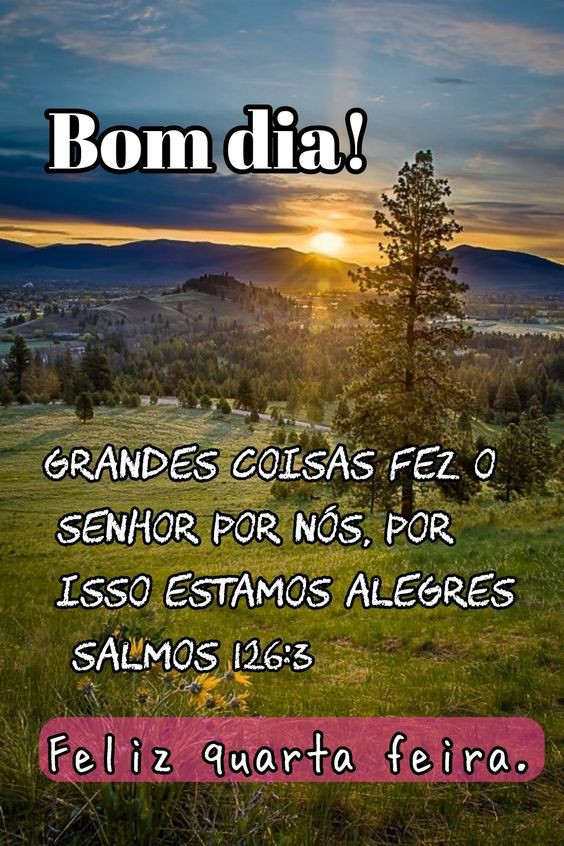 Bom dia!
GRANDES COISAS FEZ O
SENHOR POR NÓS, POR
ISSO ESTAMOS ALEGRES
SALMOS 126:3
Feliz quarta feira.